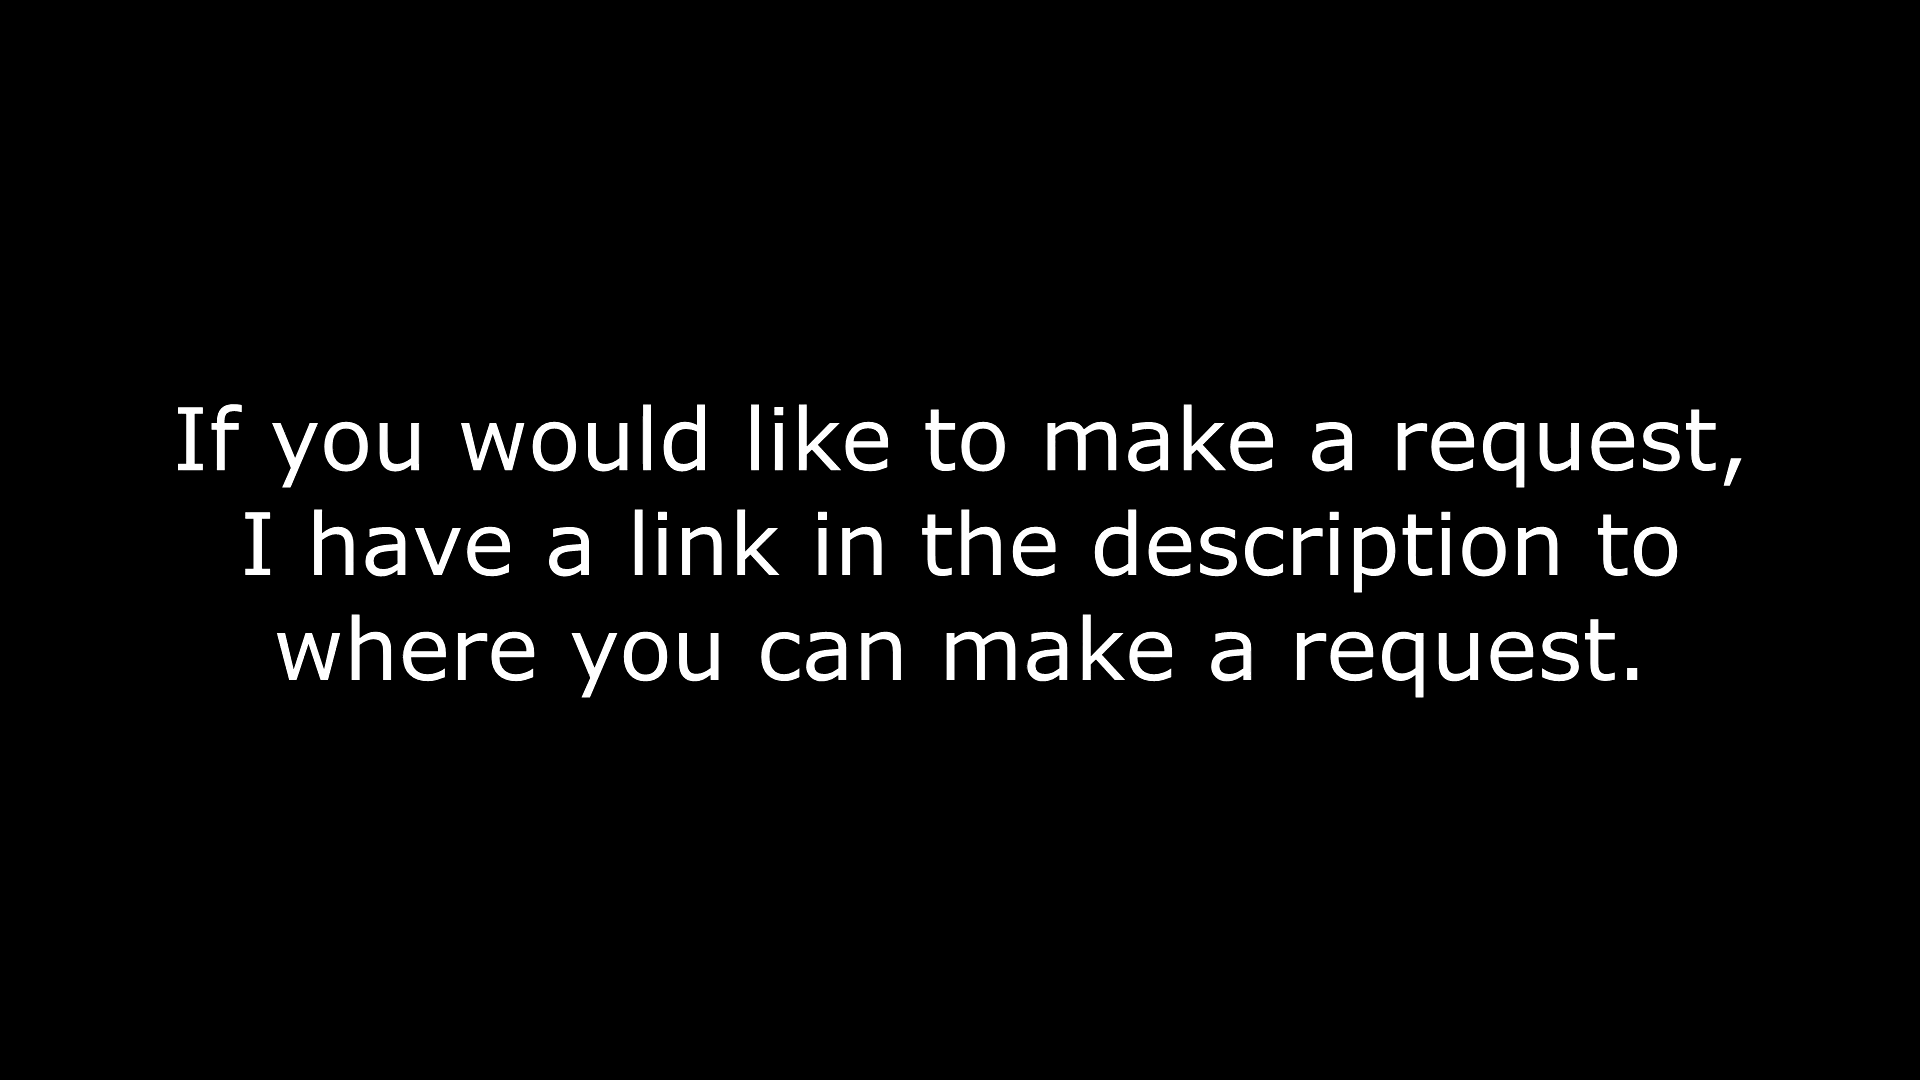 If you would like to make a request,
I have a link in the description to
where you can make a request.